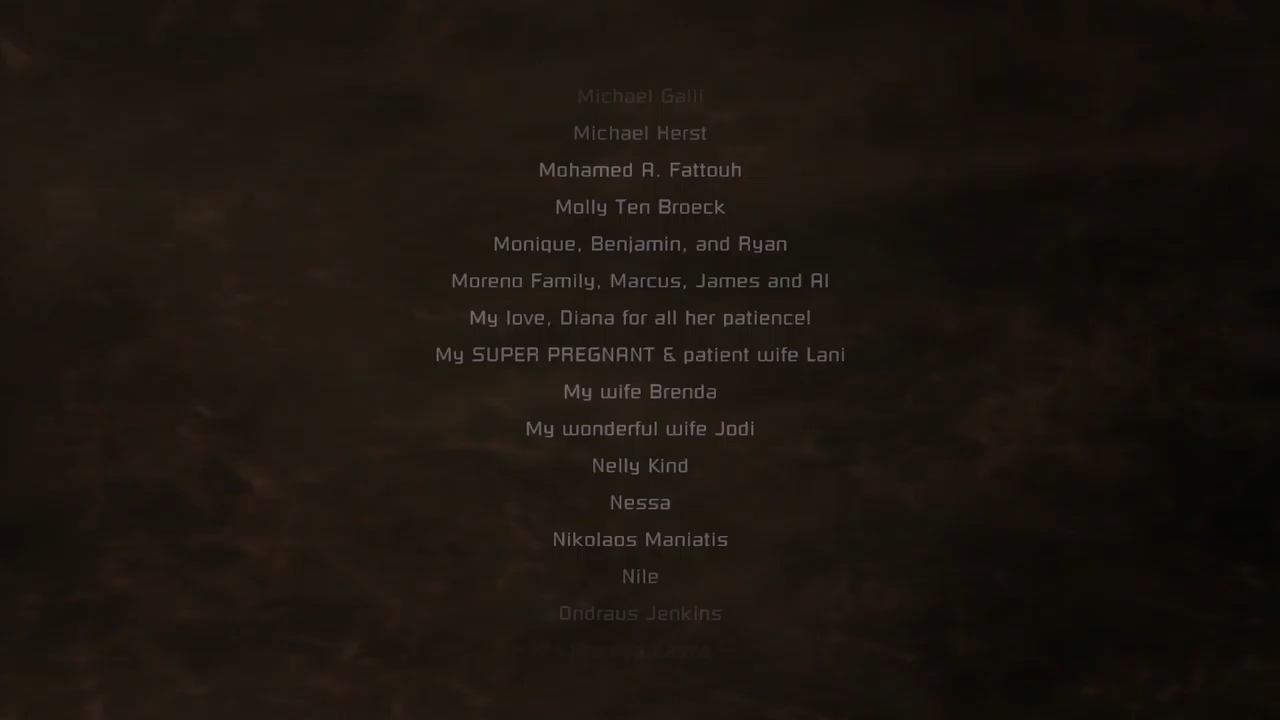 Michael Galli
Michael Herst
Mohamed A. Fattouh
Molly Ten Broeck
Monique, Benjamin, and Ryan
Moreno Family, Marcus, James and Al
My love, Diana for all her patience!
My SUPER PREGNANT & patient wife Lani
My wife Brenda
My wonderful wife Jodi
Nelly Kind
Nessa
Nikolaos Maniatis
Nile
Ondraus Jenkins